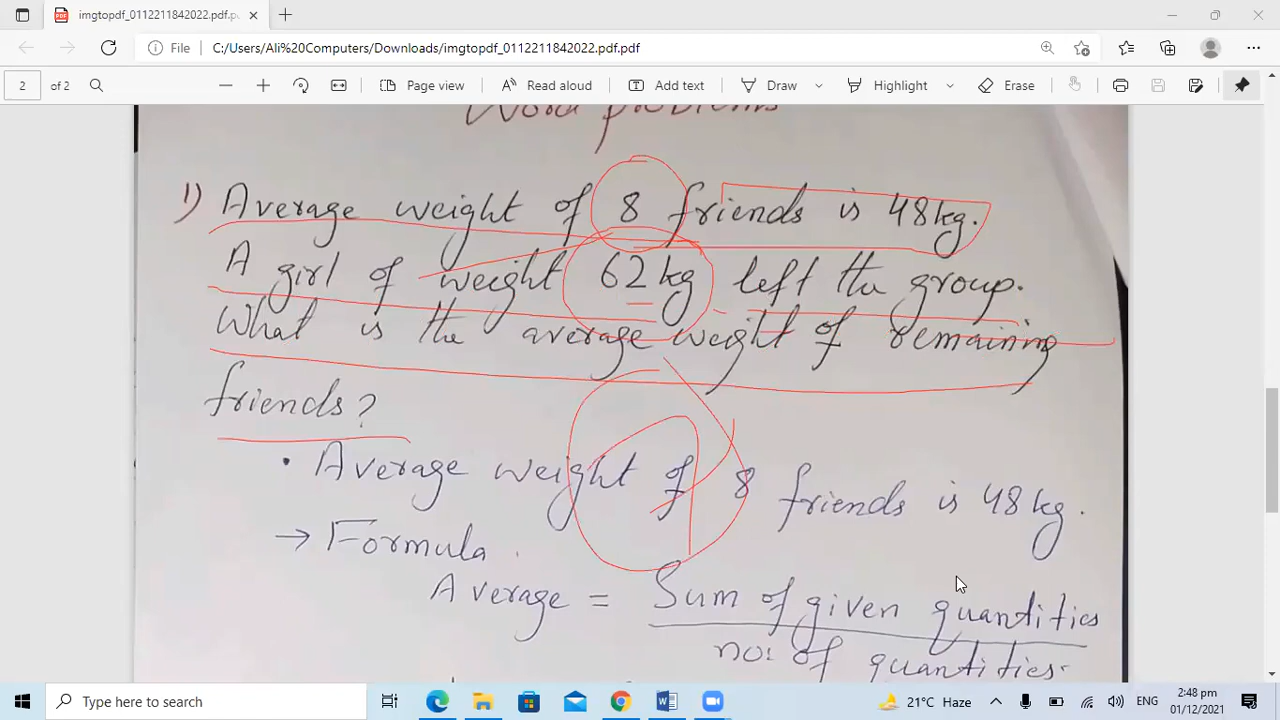 imgtopdf_0112211842022.pdf.p
File C:/Users/Ali%20Computers/Downloads/imgtopdf_0112211842022.pdf.pdf
2 of 2 Page view Read aloud Add text Draw Highlight Erase
Word problems
1) Average weight of 8 friends is 48kg.
A girl of weight 62kg left the group.
What is the average weight of remaining
friends?
• Average weight of 8 friends is 48kg.
→ Formula
Average = Sum of given quantities
no: of quantities.
Type here to search
21°C Haze
ENG
2:48 pm
01/12/2021